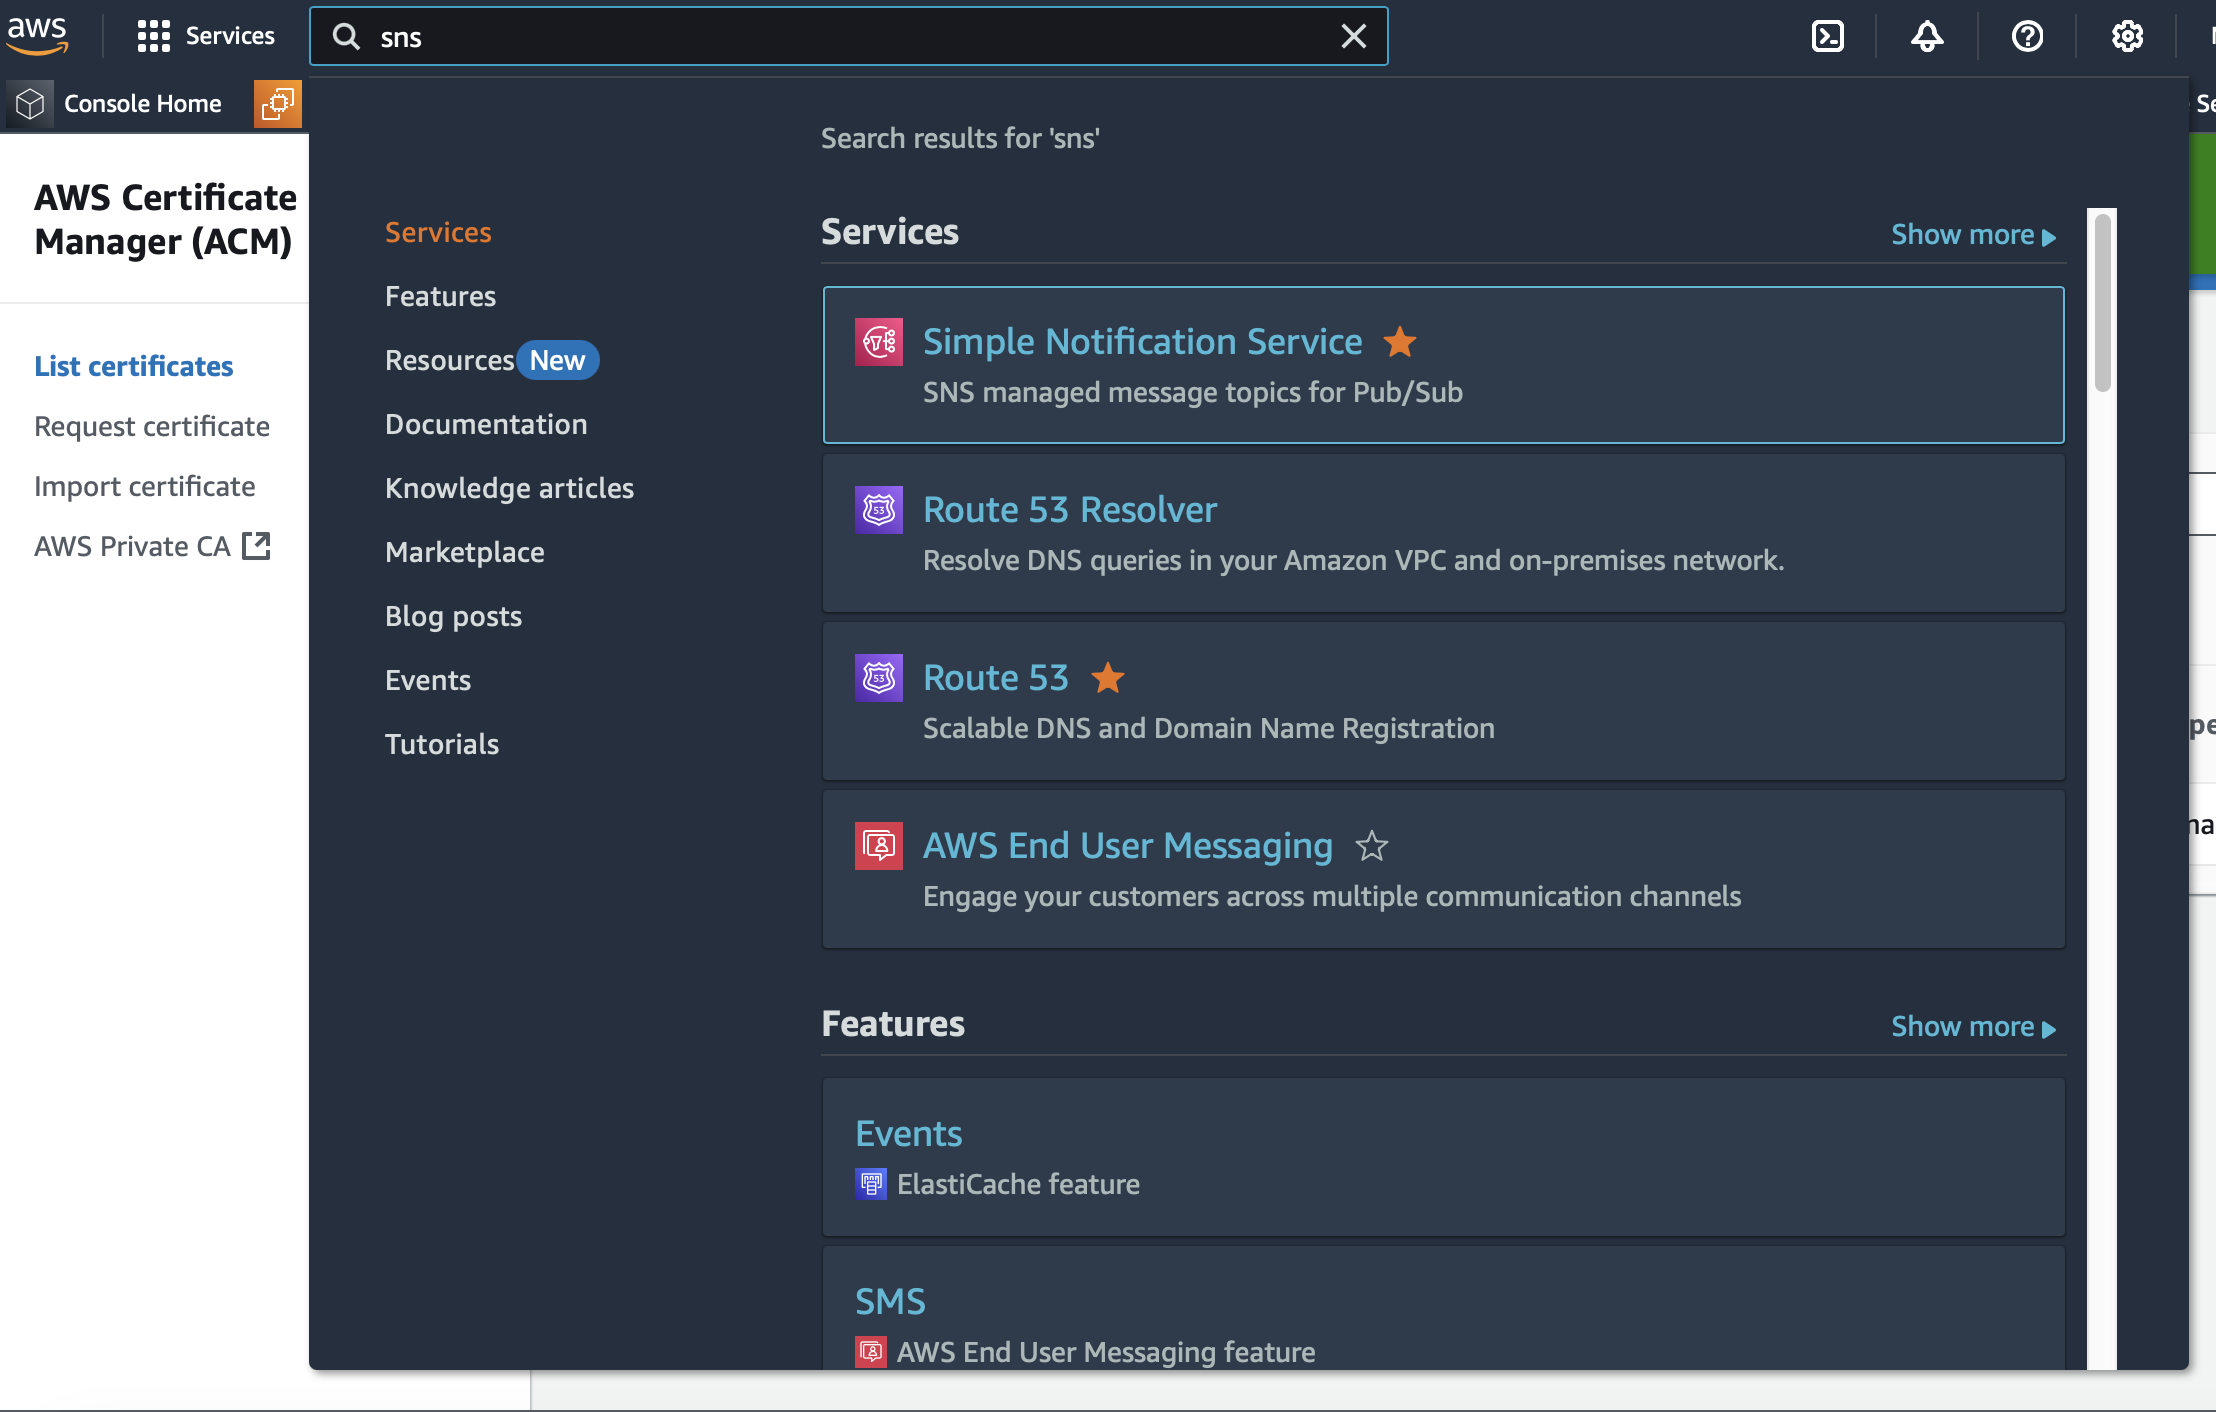 aws
Services
sns
Console Home
AWS Certificate
Manager (ACM)
List certificates
Request certificate
Import certificate
AWS Private CA
Search results for 'sns'
Services
Features
Resources New
Documentation
Knowledge articles
Marketplace
Blog posts
Events
Tutorials
Services
Show more
Simple Notification Service
SNS managed message topics for Pub/Sub
Route 53 Resolver
53
Resolve DNS queries in your Amazon VPC and on-premises network.
Route 53
53
Scalable DNS and Domain Name Registration
AWS End User Messaging
Engage your customers across multiple communication channels
Features
Show more
Events
ElastiCache feature
SMS
AWS End User Messaging feature